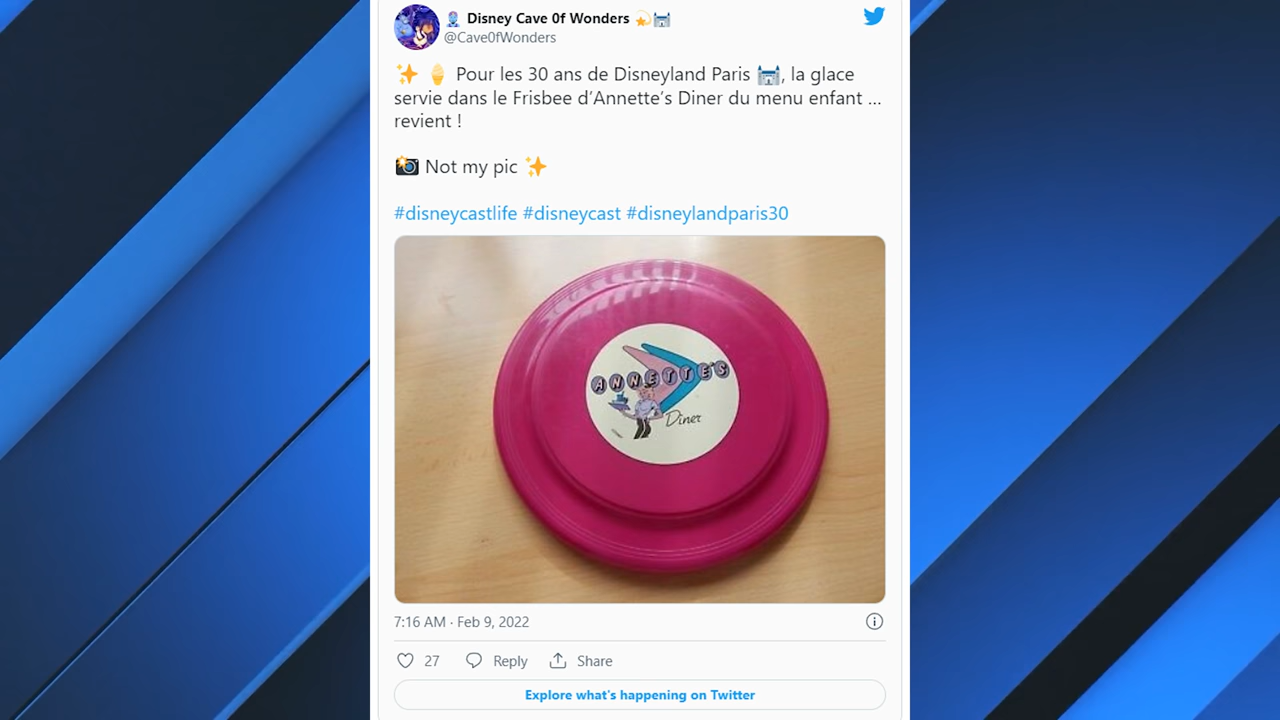 🧞‍♂️ Disney Cave 0f Wonders 💫🏰
@Cave0fWonders
✨ 🍦 Pour les 30 ans de Disneyland Paris 🏰, la glace
servie dans le Frisbee d’Annette’s Diner du menu enfant …
revient !
📸 Not my pic ✨
#disneycastlife #disneycast #disneylandparis30
ANNETTE'S
Diner
7:16 AM · Feb 9, 2022
27 Reply Share
Explore what's happening on Twitter